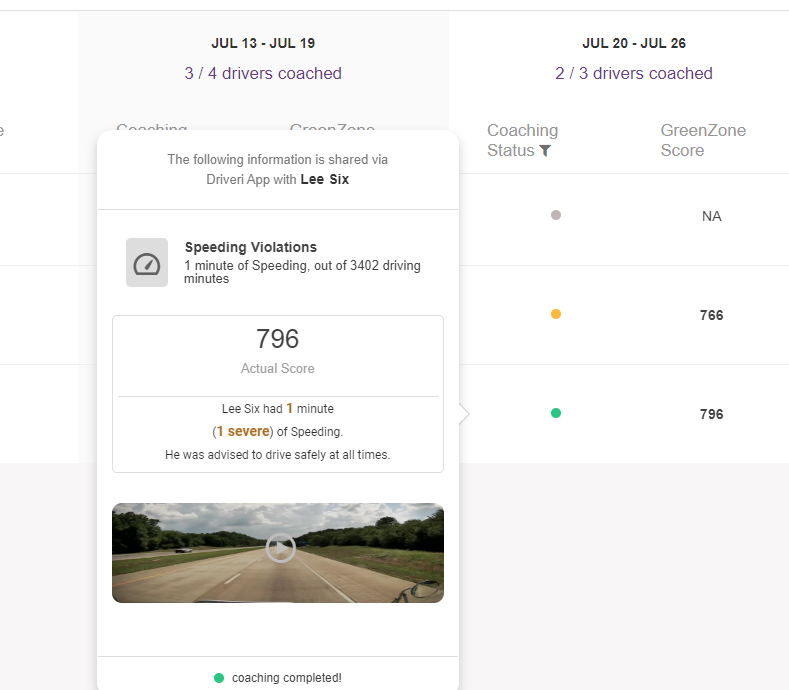 JUL 13 - JUL 19
JUL 20 - JUL 26
3 / 4 drivers coached
2 / 3 drivers coached
e
Coaching
GreenZone
Coaching
Status
GreenZone
Score
The following information is shared via
Driveri App with Lee Six
Speeding Violations
1 minute of Speeding, out of 3402 driving
minutes
796
Actual Score
Lee Six had 1 minute
(1 severe) of Speeding.
He was advised to drive safely at all times.
coaching completed!
NA
766
796